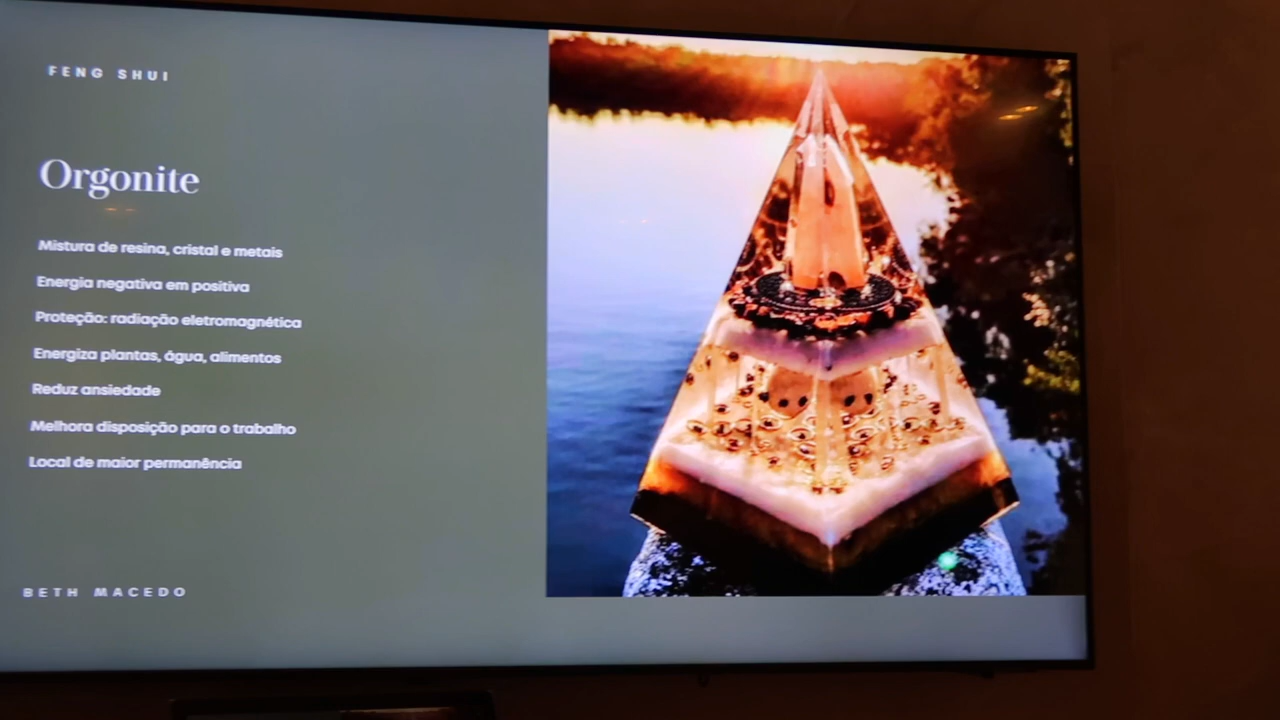 FENG SHUI
Orgonite
Mistura de resina, cristal e metais
Energia negativa em positiva
Proteção: radiação eletromagnética
Energiza plantas, água, alimentos
Reduz ansiedade
Melhora disposição para o trabalho
Local de maior permanência
BETH MACEDO